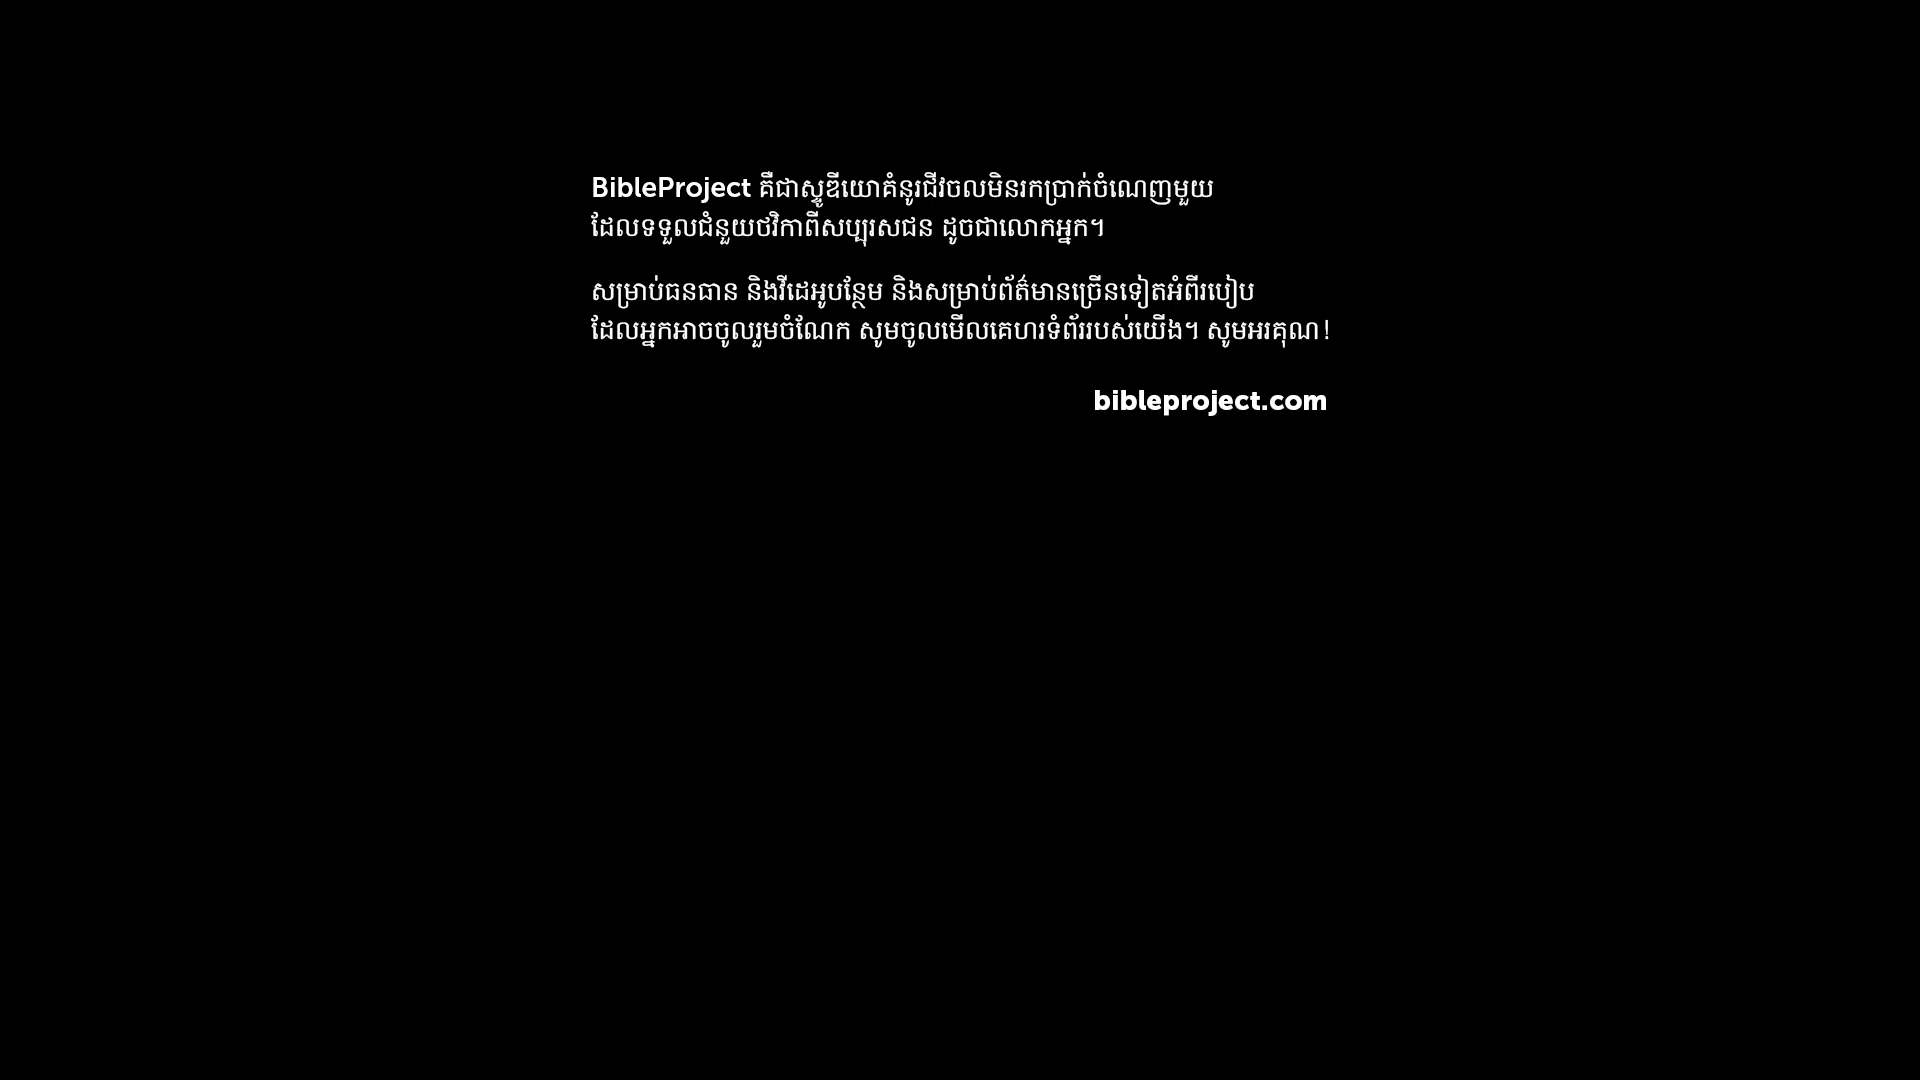 BibleProject គឺជាស្ទូឌីយោគំនូរជីវចលមិនរកប្រាក់ចំណេញមួយ
ដែលទទួលជំនួយថវិកាពីសប្បុរសជន ដូចជាលោកអ្នក។
សម្រាប់ធនធាន និងវីដេអូបន្ថែម និងសម្រាប់ព័ត៌មានច្រើនទៀតអំពីរបៀប
ដែលអ្នកអាចចូលរួមចំណែក សូមចូលមើលគេហរទំព័ររបស់យើង។ សូមអរគុណ!
bibleproject.com